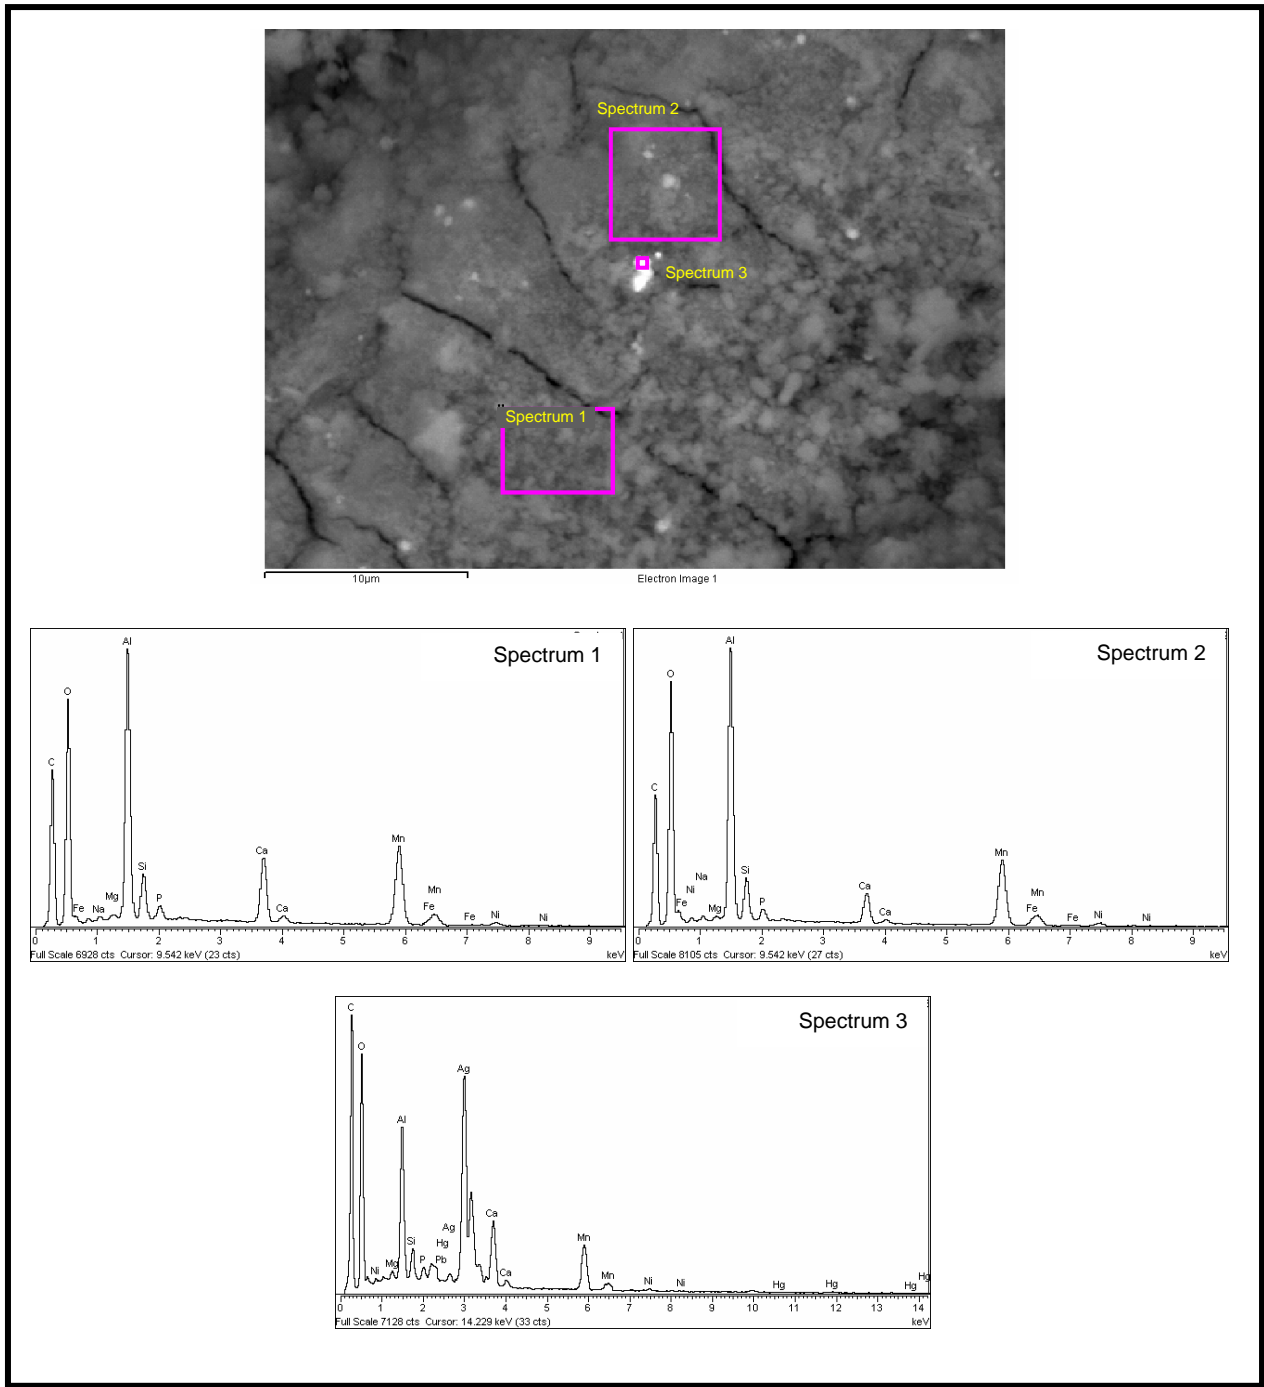 Spectrum 2
Spectrum 3
Spectrum 1
10µm
Electron Image 1
Spectrum 1
Al
O
C
Ca
Mn
Si
Mg
P
Fe
Na
Ca
Mn
Fe
Fe
Ni
Ni
0 1 2 3 4 5 6 7 8 9
Full Scale 6928 cts Cursor: 9.542 keV (23 cts)
keV
Spectrum 2
Al
O
C
Mn
Na
Si
Ni
Ca
Mn
Fe
Mg
P
Ca
Fe
Fe
Ni
Ni
0 1 2 3 4 5 6 7 8 9
Full Scale 8105 cts Cursor: 9.542 keV (27 cts)
keV
Spectrum 3
C
O
Ag
Al
Ca
Ag
Si
Hg
Mn
Ni
Mg
P
Pb
Ca
Mn
Ni
Ni
Hg
Hg
Hg
Hg
0 1 2 3 4 5 6 7 8 9 10 11 12 13 14
Full Scale 7128 cts Cursor: 14.229 keV (33 cts)
keV